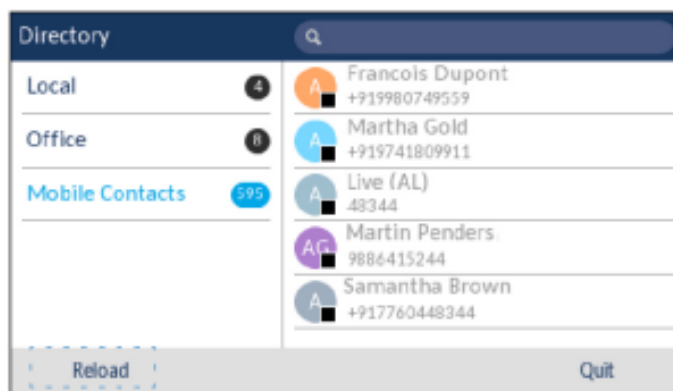 Directory
Local
4
Office
8
Mobile Contacts
595
A
Francois Dupont
+919980749559
A
Martha Gold
+919741809911
A
Live (AL)
48344
AG
Martin Penders
9886415244
A
Samantha Brown
+917760448344
Reload
Quit